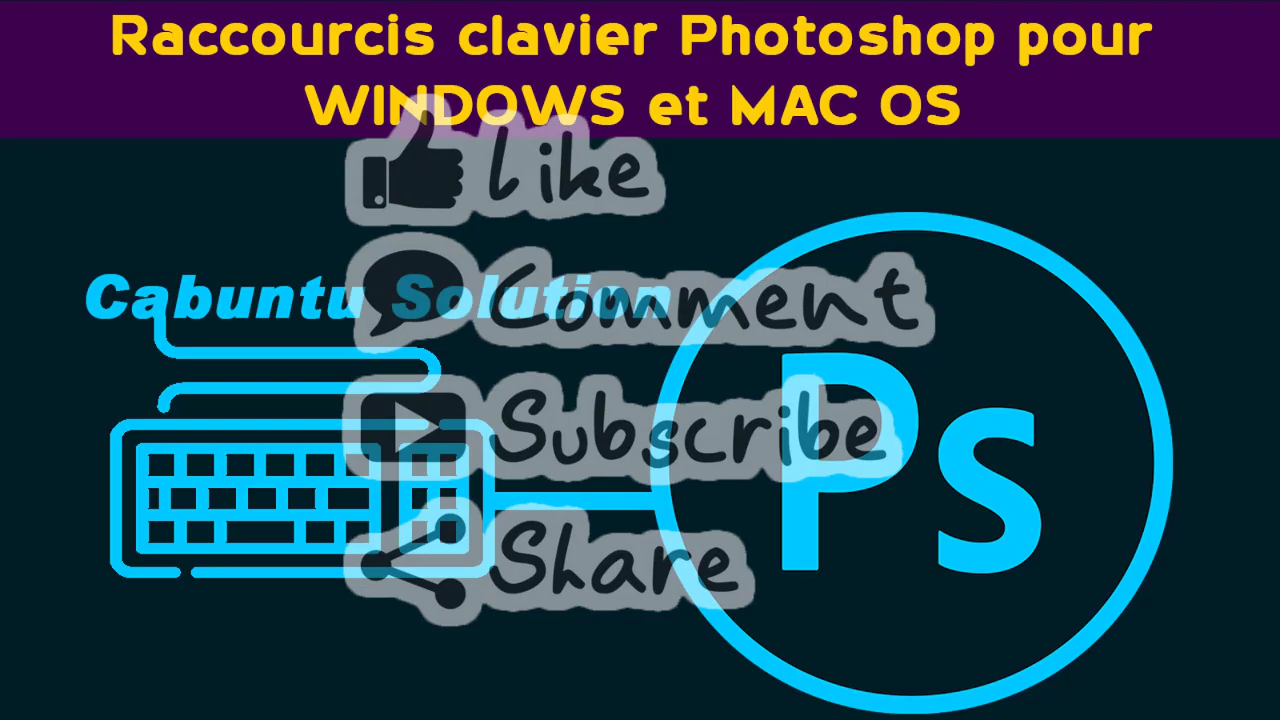 Raccourcis clavier Photoshop pour
WINDOWS et MAC OS
Like
Cabuntu Solution
Comment
Subscribe
Share
Ps